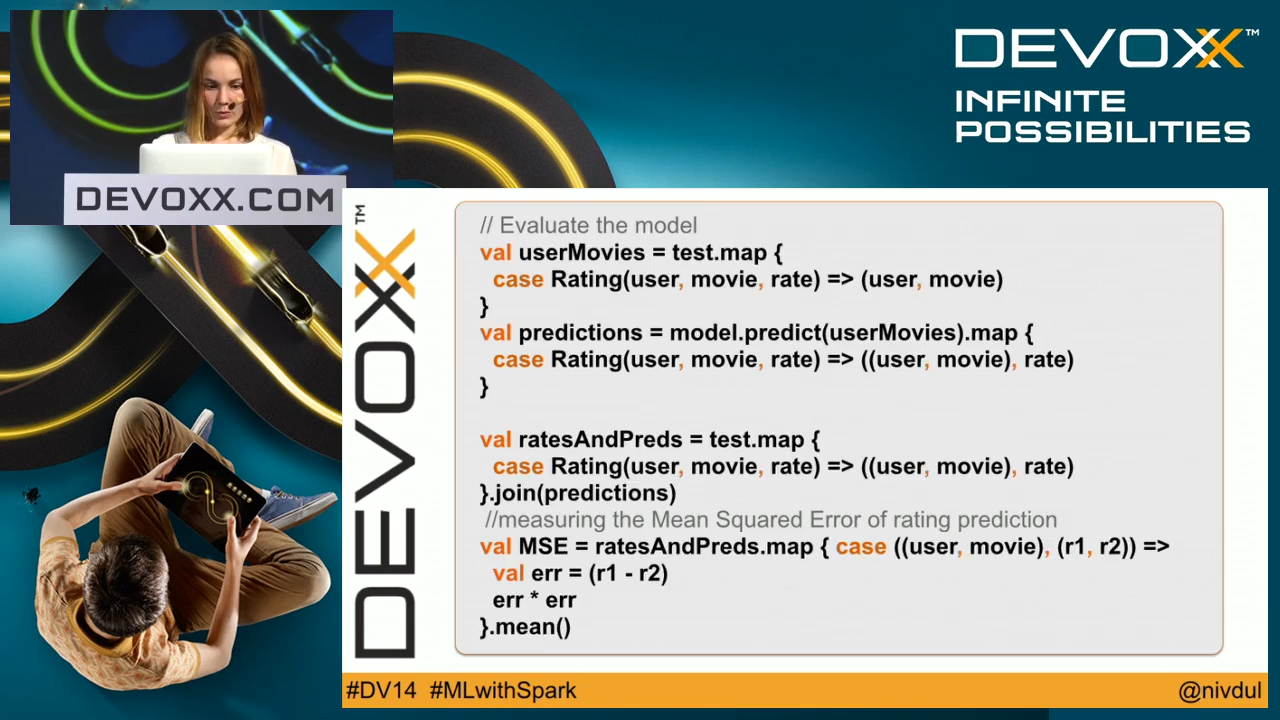 DEVOXX™
INFINITE
POSSIBILITIES
DEVOXX.COM
DEVOXX™
// Evaluate the model
val userMovies = test.map {
case Rating(user, movie, rate) => (user, movie)
}
val predictions = model.predict(userMovies).map {
case Rating(user, movie, rate) => ((user, movie), rate)
}
val ratesAndPreds = test.map {
case Rating(user, movie, rate) => ((user, movie), rate)
}.join(predictions)
//measuring the Mean Squared Error of rating prediction
val MSE = ratesAndPreds.map { case ((user, movie), (r1, r2)) =>
val err = (r1 - r2)
err * err
}.mean()
#DV14 #MLwithSpark
@nivdul